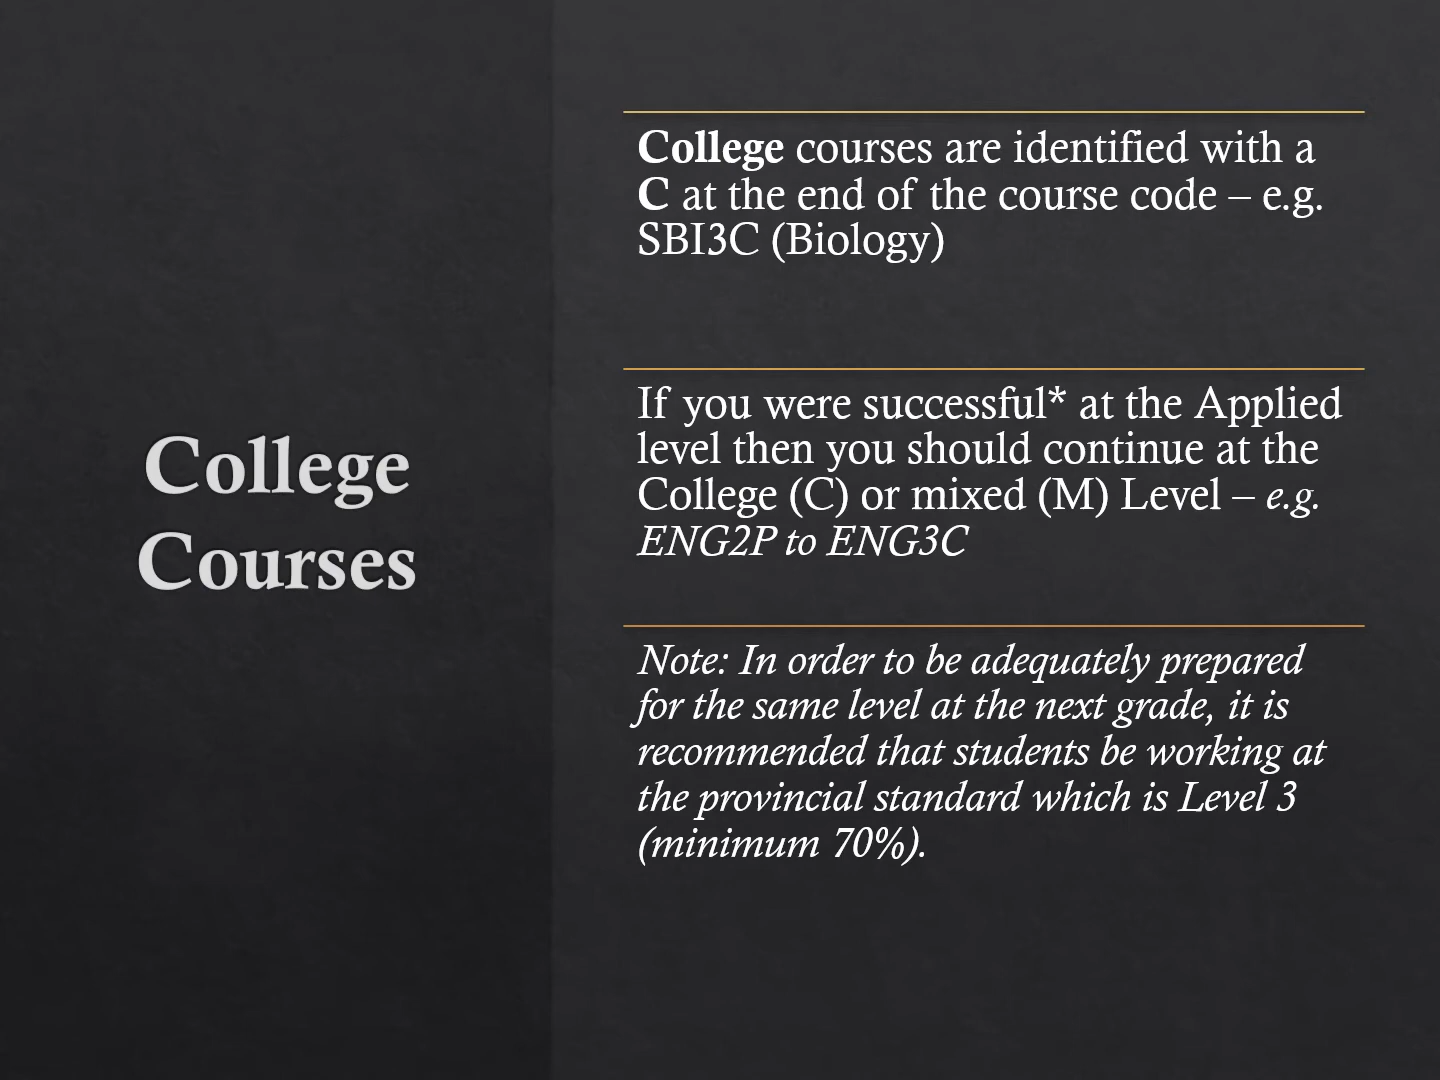 College
Courses
College courses are identified with a
C at the end of the course code – e.g.
SBI3C (Biology)
If you were successful* at the Applied
level then you should continue at the
College (C) or mixed (M) Level – e.g.
ENG2P to ENG3C
Note: In order to be adequately prepared
for the same level at the next grade, it is
recommended that students be working at
the provincial standard which is Level 3
(minimum 70%).